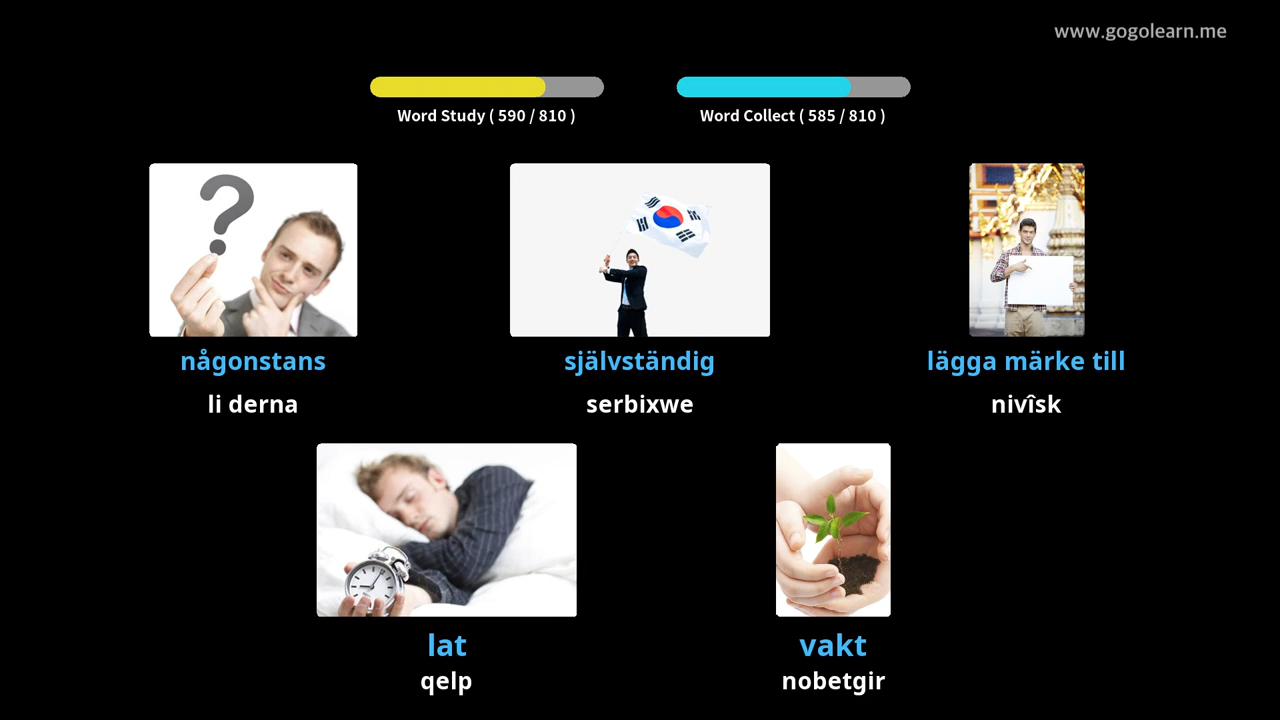 www.gogolearn.me
Word Study ( 590 / 810 )
Word Collect ( 585 / 810 )
någonstans
självständig
lägga märke till
li derna
serbixwe
nivîsk
lat
vakt
qelp
nobetgir